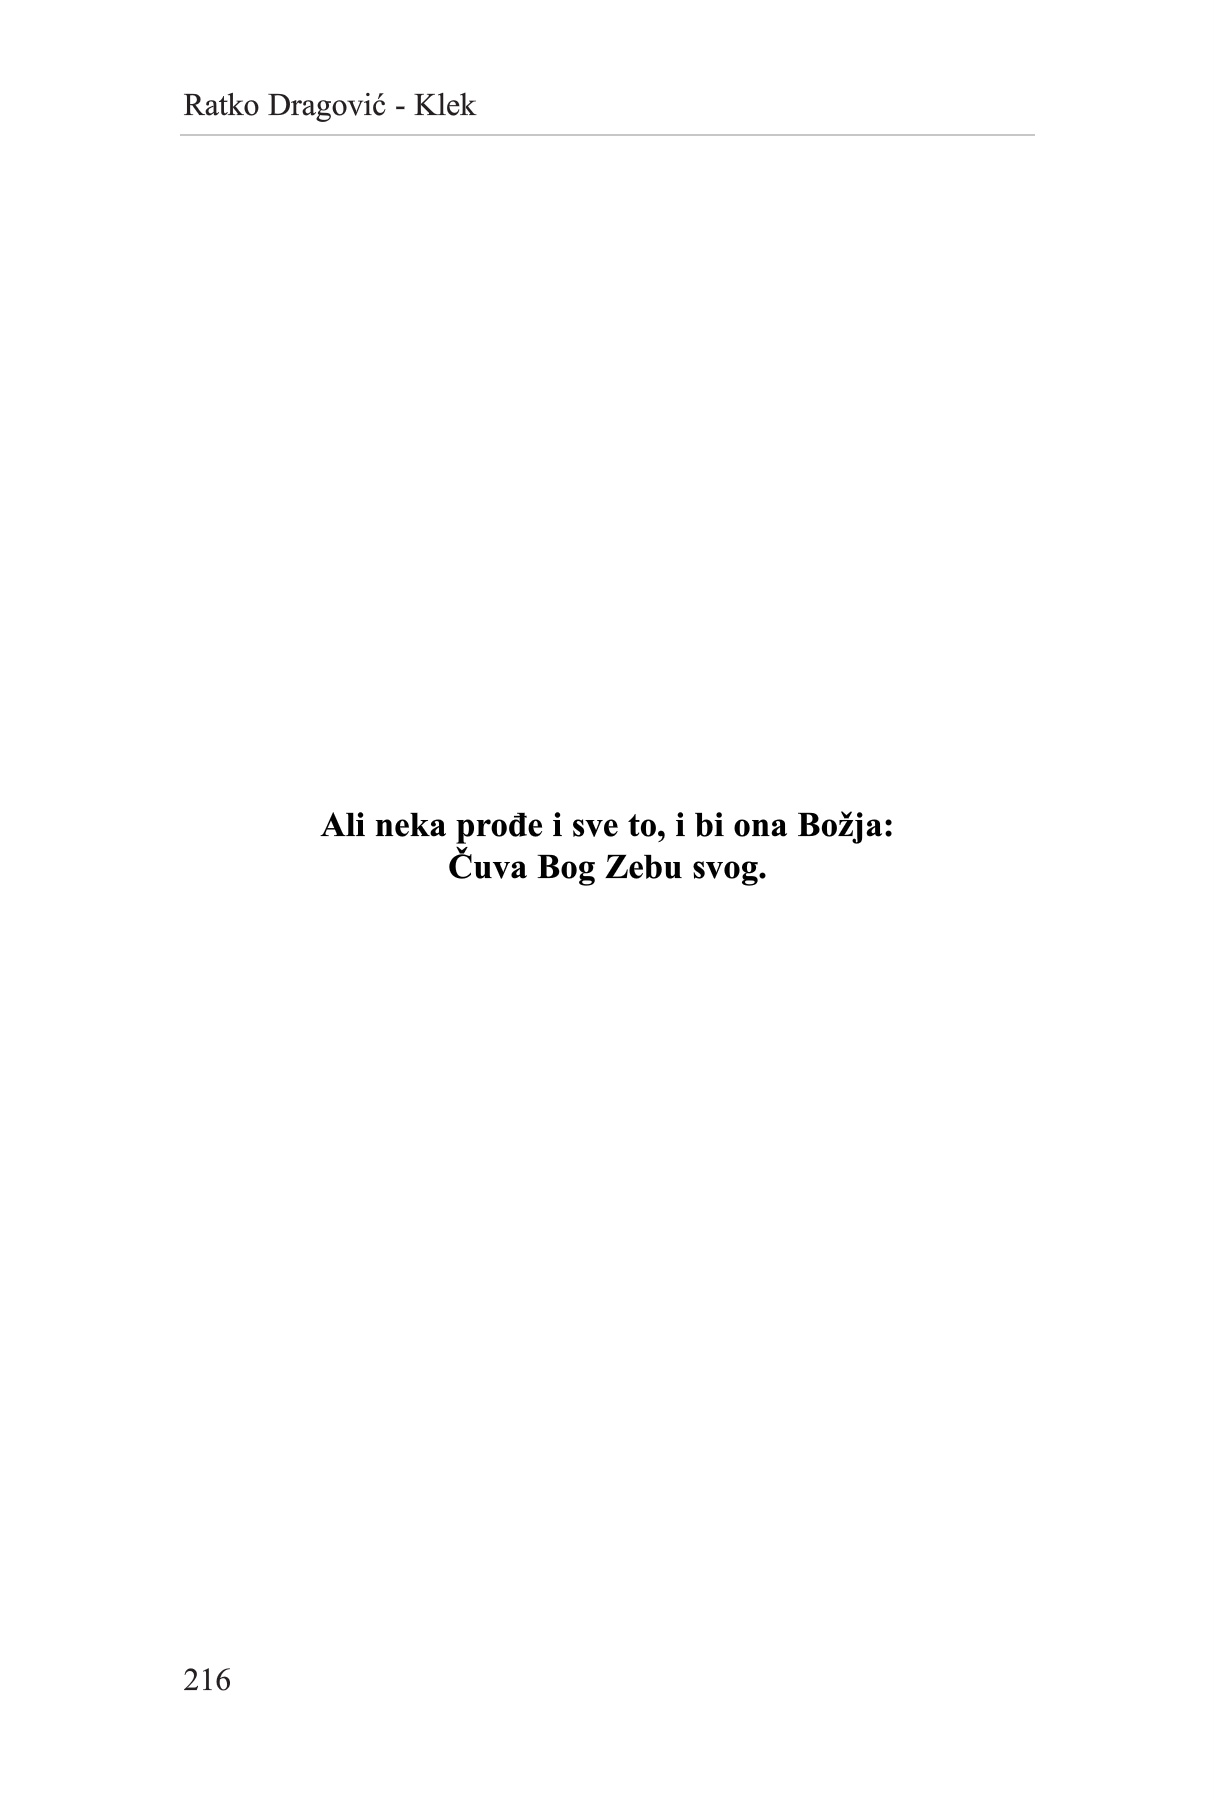 Ratko Dragović - Klek
Ali neka prođe i sve to, i bi ona Božja:
Čuva Bog Zebu svog.
216